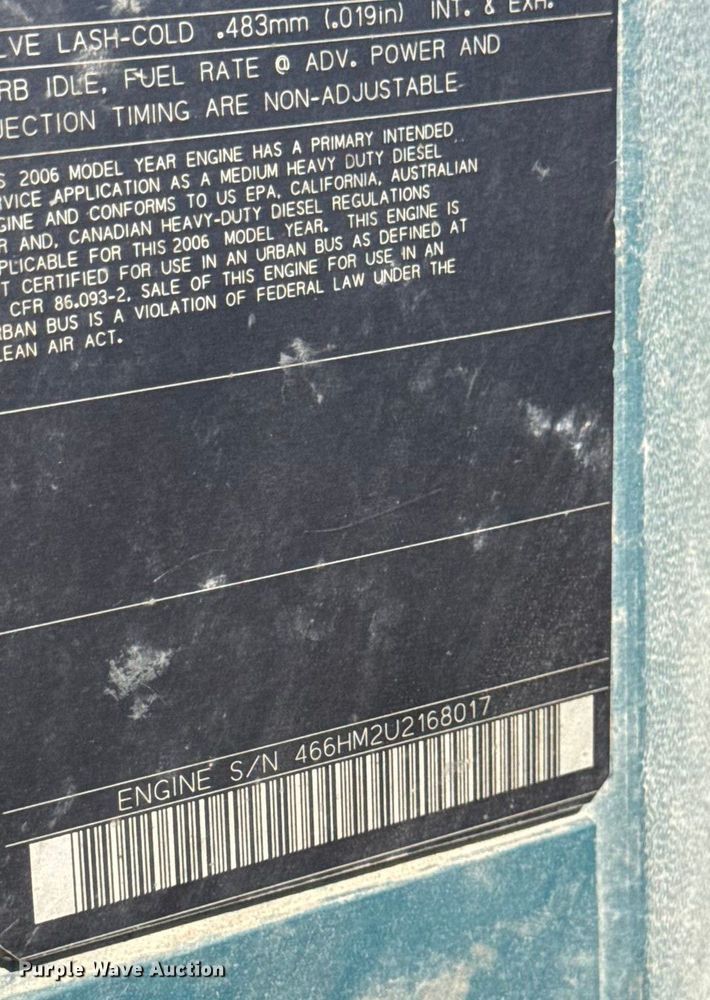 LVE LASH-COLD .483mm (.019in) INT. & EXH.
RB IDLE, FUEL RATE @ ADV. POWER AND
JECTION TIMING ARE NON-ADJUSTABLE
S 2006 MODEL YEAR ENGINE HAS A PRIMARY INTENDED
RVICE APPLICATION AS A MEDIUM HEAVY DUTY DIESEL
GINE AND CONFORMS TO US EPA, CALIFORNIA, AUSTRALIAN
R AND, CANADIAN HEAVY-DUTY DIESEL REGULATIONS
PLICABLE FOR THIS 2006 MODEL YEAR. THIS ENGINE IS
T CERTIFIED FOR USE IN AN URBAN BUS AS DEFINED AT
CFR 86.093-2. SALE OF THIS ENGINE FOR USE IN AN
RBAN BUS IS A VIOLATION OF FEDERAL LAW UNDER THE
LEAN AIR ACT.
ENGINE S/N 466HM2U2168017
Purple Wave Auction